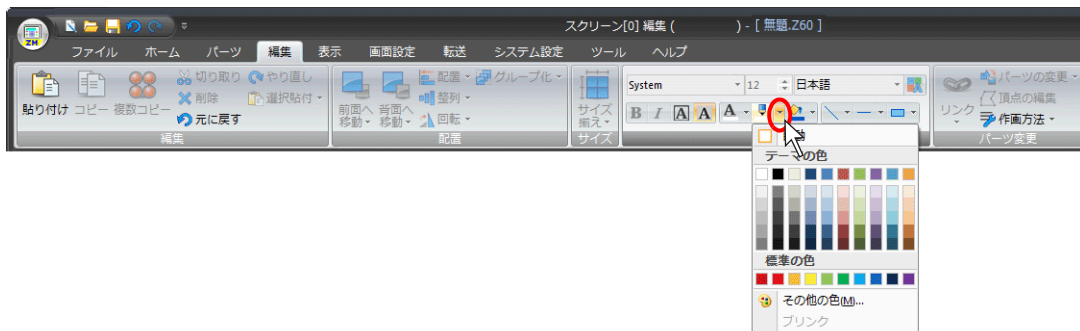 スクリーン[0] 編集 ( ) - [ 無題.Z60 ]
ZM
ファイル ホーム パーツ 編集 表示 画面設定 転送 システム設定 ツール ヘルプ
貼り付け コピー 複数コピー
切り取り やり直し
削除 選択貼付
元に戻す
編集
前面へ移動 背面へ移動
配置 グループ化
整列
回転
配置
サイズ揃え
サイズ
System 12 日本語
B I A A A
リンク
パーツの変更
頂点の編集
作画方法
パーツ変更
テーマの色
標準の色
その他の色(M)...
ブリンク